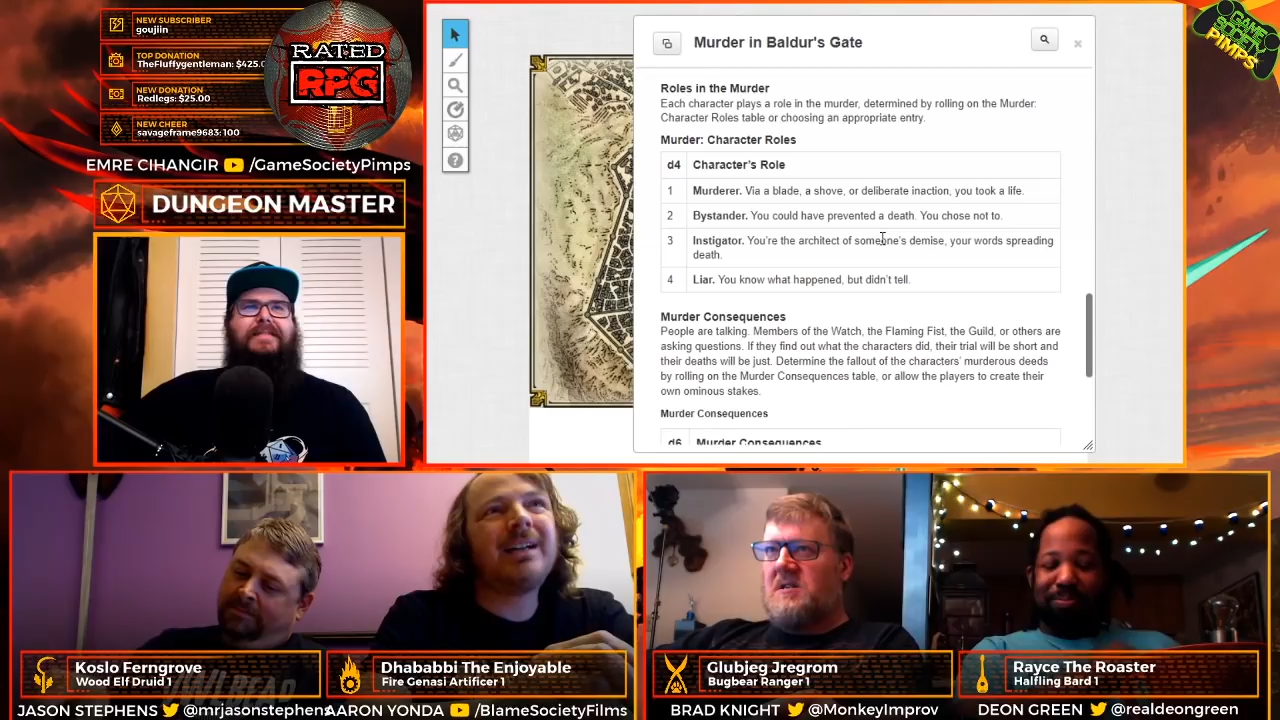 NEW SUBSCRIBER
goujiin
TOP DONATION
TheFluffygentleman: $425.0
NEW DONATION
Redlegs: $25.00
NEW CHEER
savageframe9683: 100
RATED
RPG
EMRE CIHANGIR /GameSocietyPimps
DUNGEON MASTER
Murder in Baldur's Gate
GAME
SOCIETY
PIMPS
Roles in the Murder
Each character plays a role in the murder, determined by rolling on the Murder:
Character Roles table or choosing an appropriate entry.
Murder: Character Roles
d4 Character's Role
1 Murderer. Via a blade, a shove, or deliberate inaction, you took a life.
2 Bystander. You could have prevented a death. You chose not to.
3 Instigator. You're the architect of someone's demise, your words spreading
death.
4 Liar. You know what happened, but didn't tell.
Murder Consequences
People are talking. Members of the Watch, the Flaming Fist, the Guild, or others are
asking questions. If they find out what the characters did, their trial will be short and
their deaths will be just. Determine the fallout of the characters' murderous deeds
by rolling on the Murder Consequences table, or allow the players to create their
own ominous stakes.
Murder Consequences
d6 Murder Consequences
Koslo Ferngrove
Wood Elf Druid 1
JASON STEPHENS @mrjasonstephens
Dhababbi The Enjoyable
Fire Genasi Artificer 1
AARON YONDA /BlameSocietyFilms
Glubjeg Jregrom
Bugbear Ranger 1
BRAD KNIGHT @MonkeyImprov
Rayce The Roaster
Halfling Bard 1
DEON GREEN @realdeongreen